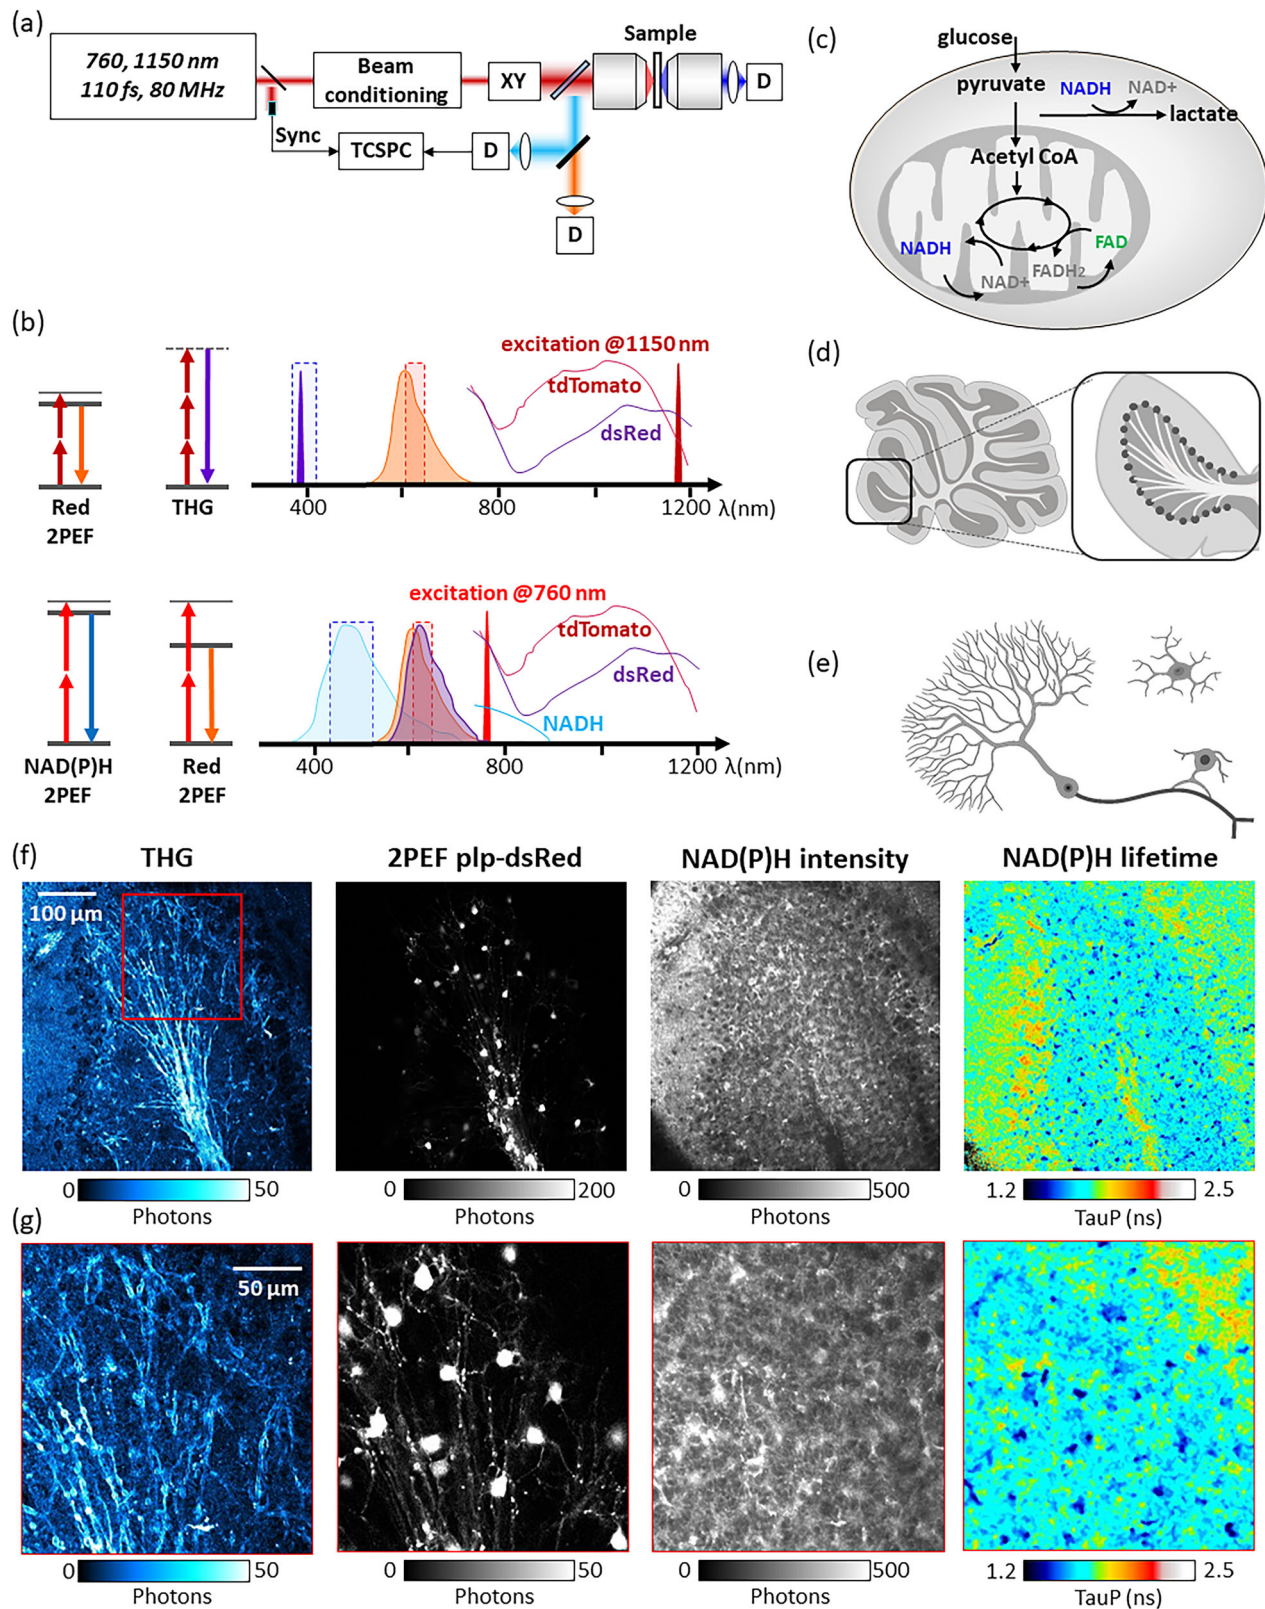 (a)
760, 1150 nm
110 fs, 80 MHz
Beam
conditioning
XY
Sample
D
Sync
TCSPC
D
D
(c)
glucose
pyruvate
NADH
NAD+
lactate
Acetyl CoA
NADH
NAD+
FADH2
FAD
(b)
Red
2PEF
THG
excitation @1150 nm
tdTomato
dsRed
400
800
1200
λ(nm)
NAD(P)H
2PEF
Red
2PEF
excitation @760 nm
tdTomato
dsRed
NADH
400
800
1200
λ(nm)
(d)
(e)
(f)
THG
2PEF plp-dsRed
NAD(P)H intensity
NAD(P)H lifetime
100 µm
0
50
Photons
0
200
Photons
0
500
Photons
1.2
2.5
TauP (ns)
(g)
50 µm
0
50
Photons
0
50
Photons
0
500
Photons
1.2
2.5
TauP (ns)